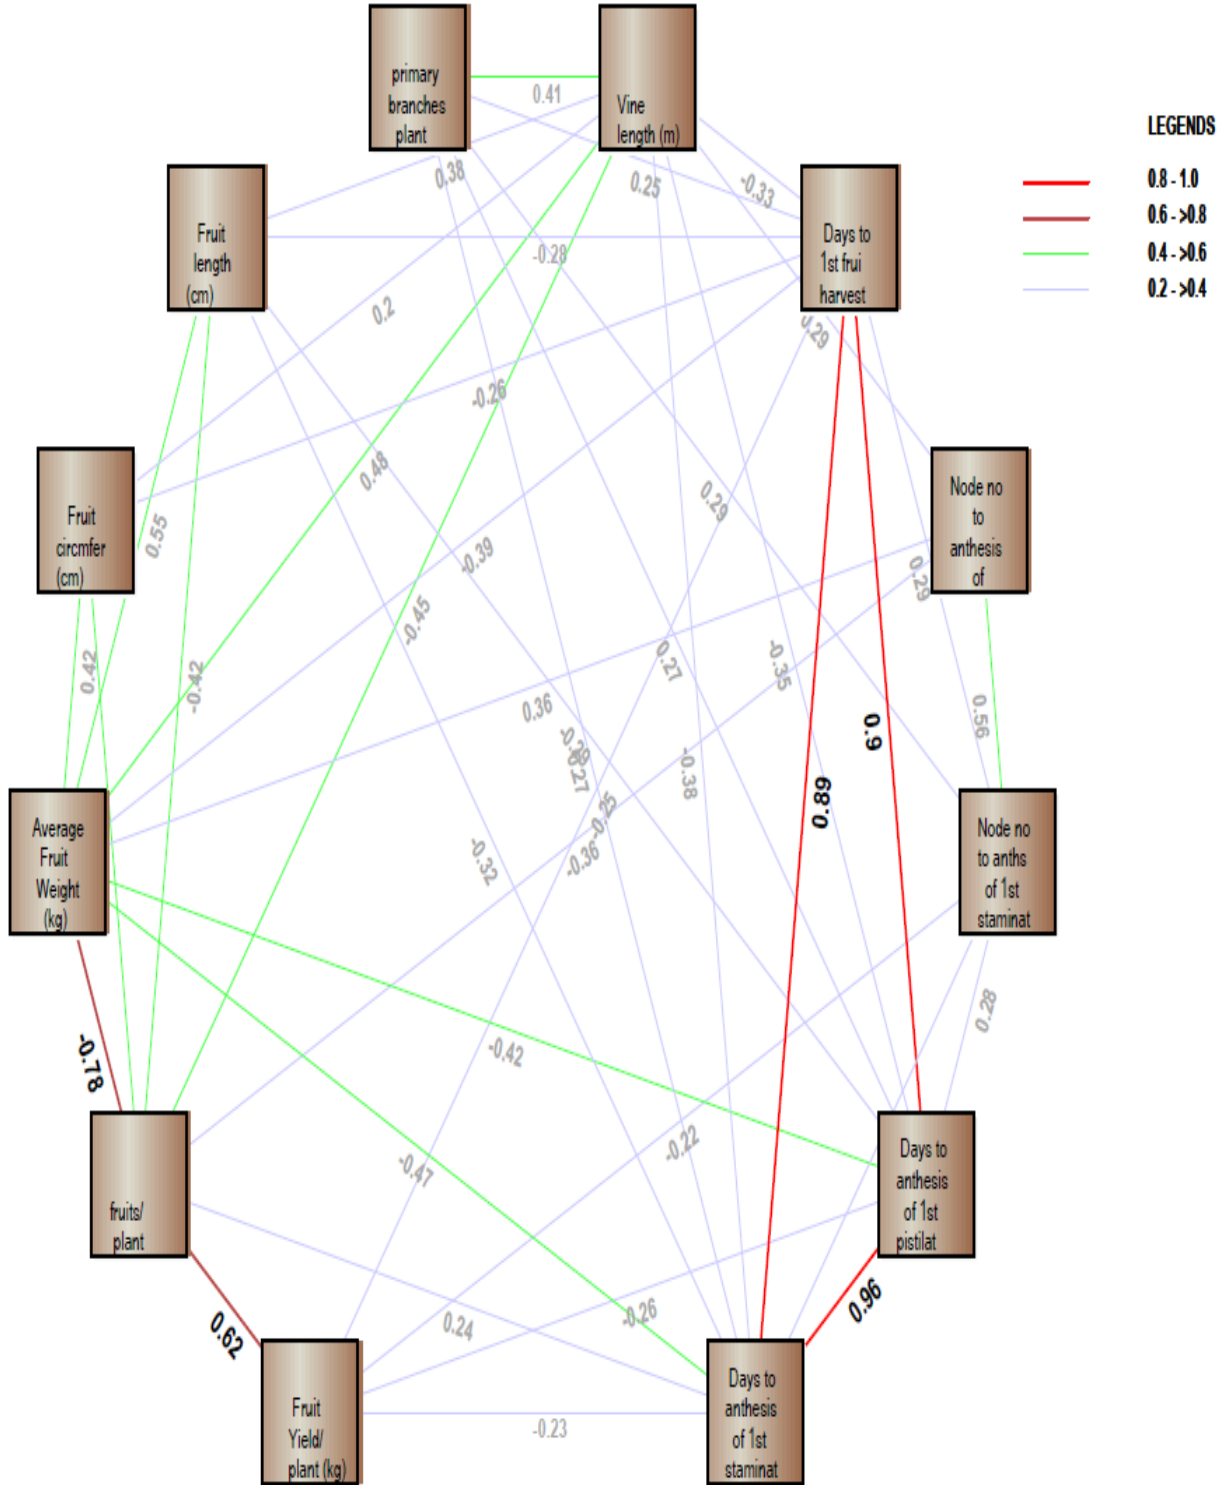 primary
branches
plant
Vine
length (m)
LEGENDS
0.8 - 1.0
0.6 - >0.8
0.4 - >0.6
0.2 - >0.4
Fruit
length
(cm)
Days to
1st frui
harvest
0.41
0.38
0.25
-0.33
-0.28
0.2
0.29
-0.26
Fruit
circmfer
(cm)
Node no
to
anthesis
of
0.48
0.29
0.55
-0.39
0.29
-0.45
0.42
-0.42
0.27
-0.35
0.36
0.56
0.9
-0.38
0.89
Average
Fruit
Weight
(kg)
Node no
to anths
of 1st
staminat
-0.25
-0.36
-0.32
0.28
-0.42
-0.78
-0.22
-0.47
fruits/
plant
Days to
anthesis
of 1st
pistilat
0.62
0.24
-0.26
0.96
-0.23
Fruit
Yield/
plant (kg)
Days to
anthesis
of 1st
staminat